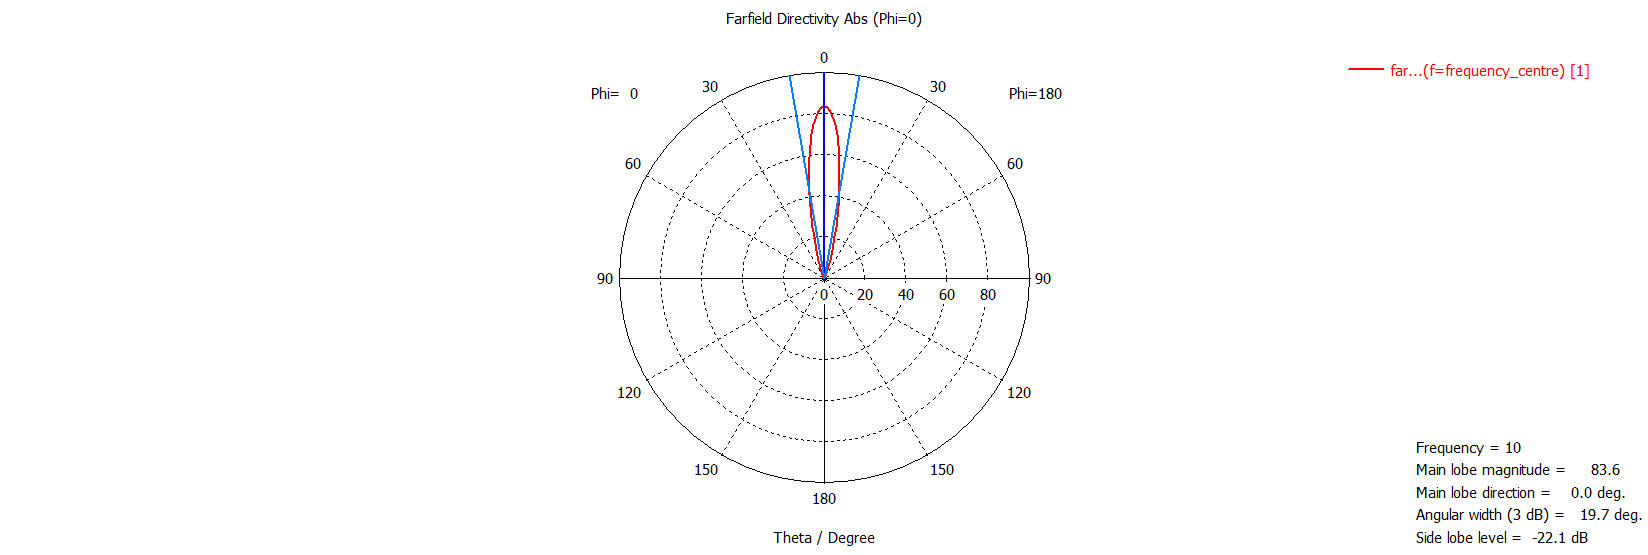 Farfield Directivity Abs (Phi=0)
0
far...(f=frequency_centre) [1]
30
30
Phi= 0
Phi=180
60
60
90
90
0 20 40 60 80
120
120
150
150
180
Frequency = 10
Main lobe magnitude = 83.6
Main lobe direction = 0.0 deg.
Angular width (3 dB) = 19.7 deg.
Side lobe level = -22.1 dB
Theta / Degree